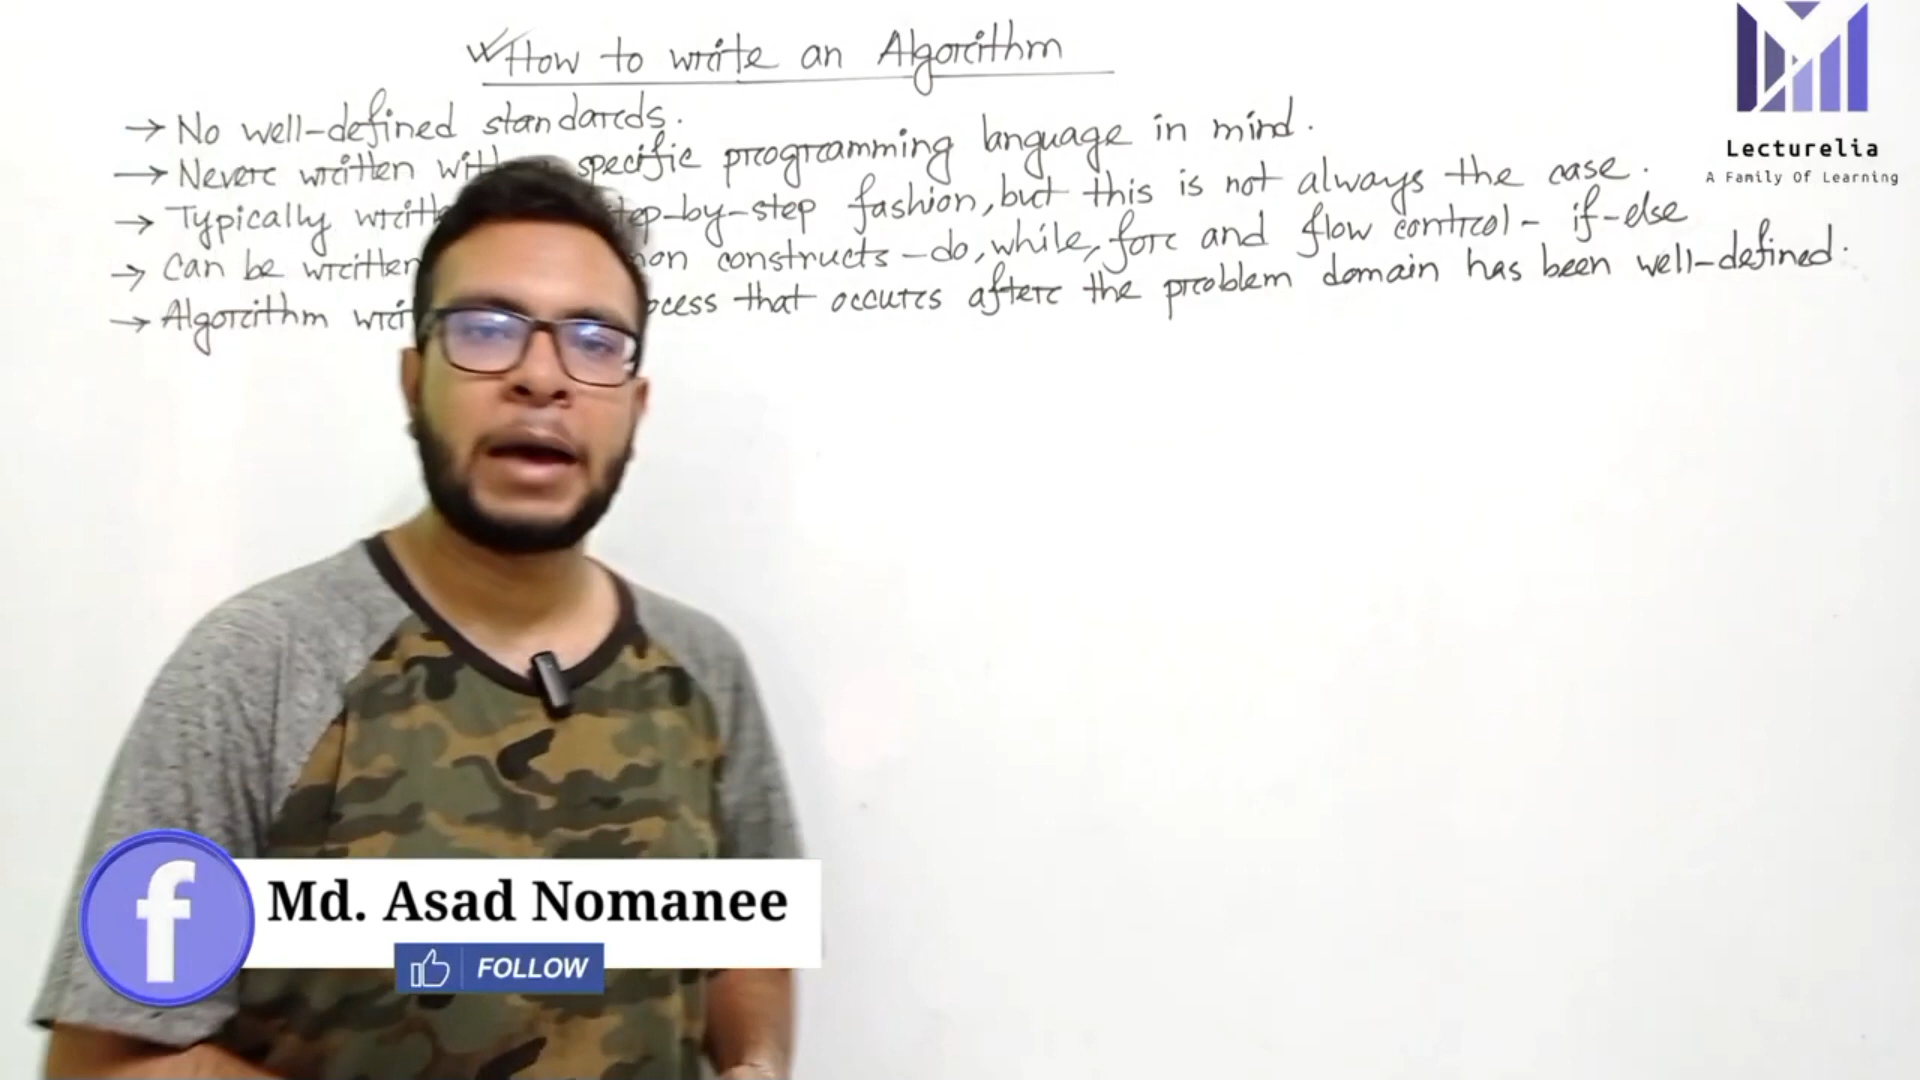 How to write an Algorithm
→ No well-defined standards.
→ Never written with specific programming language in mind.
→ Typically step-by-step fashion, but this is not always the case.
→ Can be written constructs - do, while, for and flow control - if-else
→ Algorithm that occurs after the problem domain has been well-defined.
Lecturelia
A Family Of Learning
f
Md. Asad Nomanee
FOLLOW